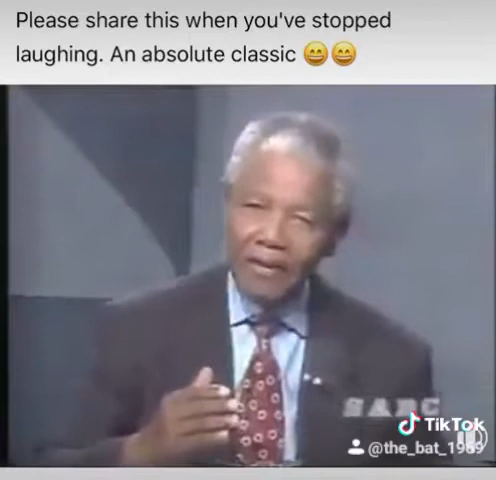 Please share this when you've stopped
laughing. An absolute classic 😄😄
SABC
TikTok
@the_bat_1969